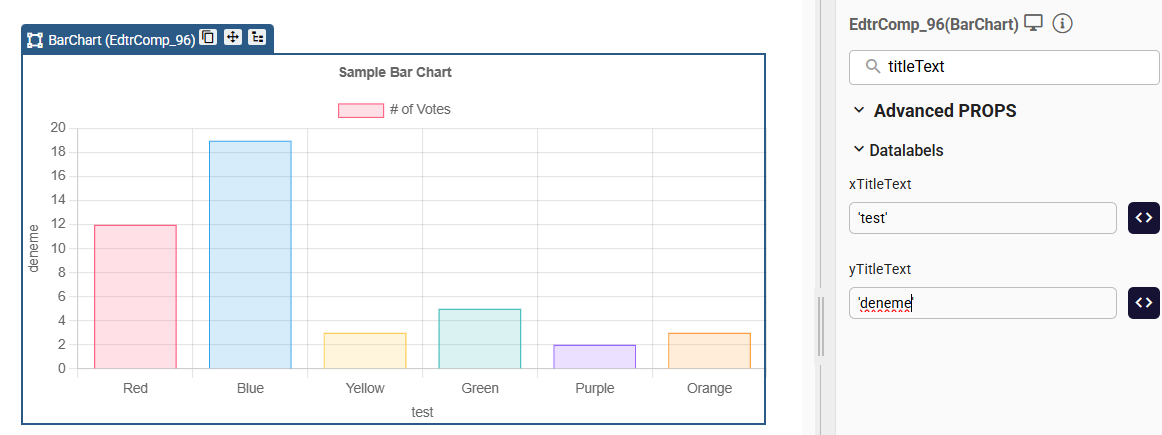 BarChart (EdtrComp_96)
Sample Bar Chart
# of Votes
20
18
16
14
12
10
8
6
4
2
0
deneme
Red Blue Yellow Green Purple Orange
test
EdtrComp_96(BarChart)
titleText
Advanced PROPS
Datalabels
xTitleText
'test'
yTitleText
'deneme'